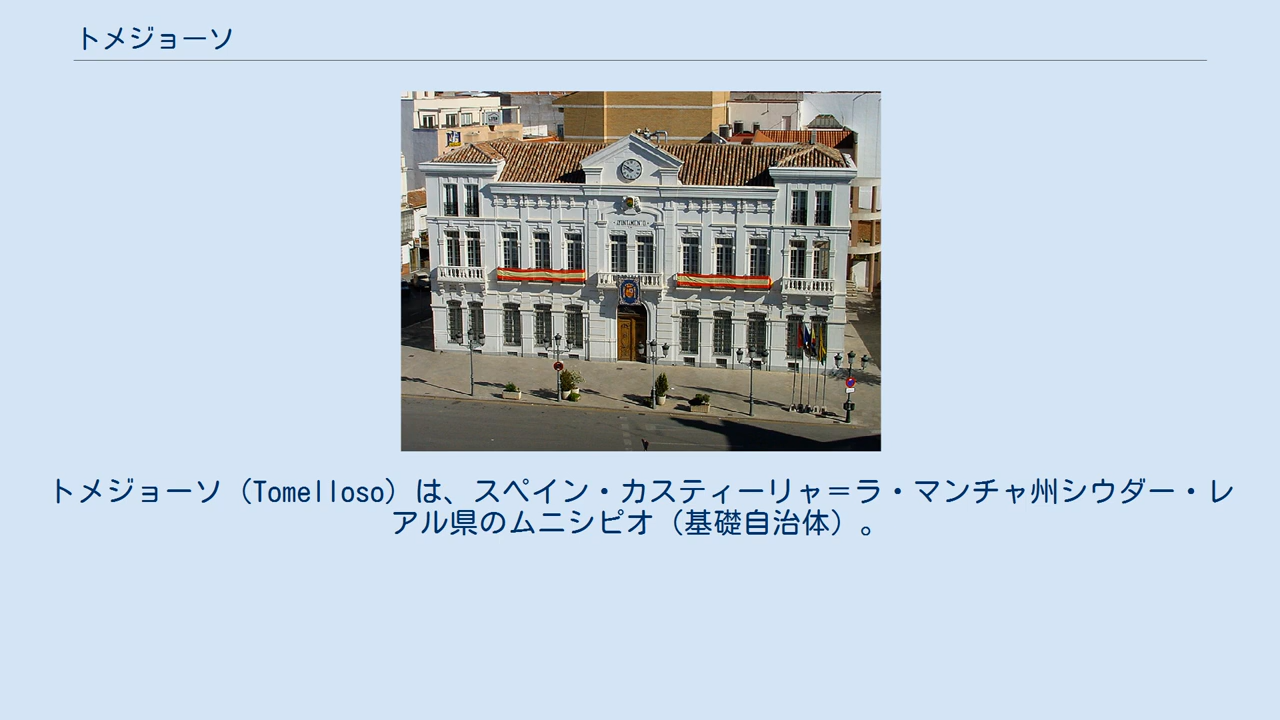 トメジョーソ
トメジョーソ（Tomelloso）は、スペイン・カスティーリャ＝ラ・マンチャ州シウダー・レ
アル県のムニシピオ（基礎自治体）。